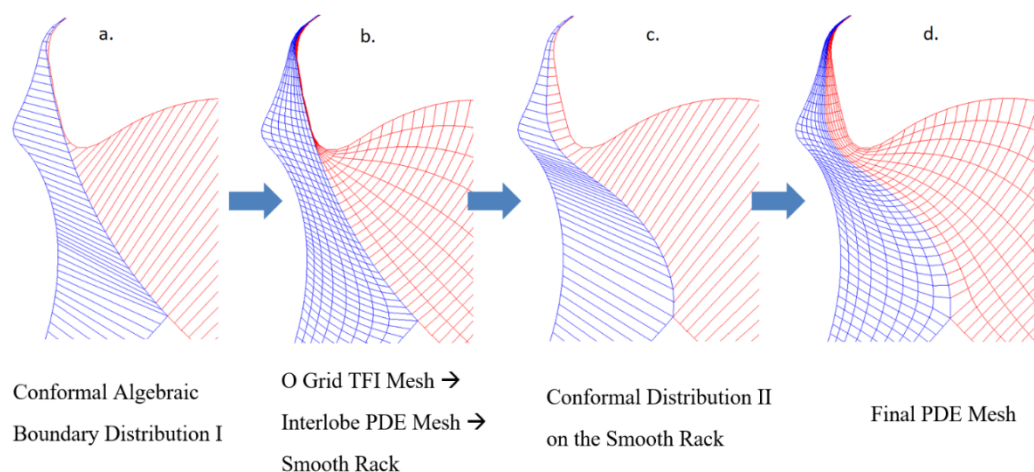 a.
b.
c.
d.
Conformal Algebraic
Boundary Distribution I
O Grid TFI Mesh →
Interlobe PDE Mesh →
Smooth Rack
Conformal Distribution II
on the Smooth Rack
Final PDE Mesh